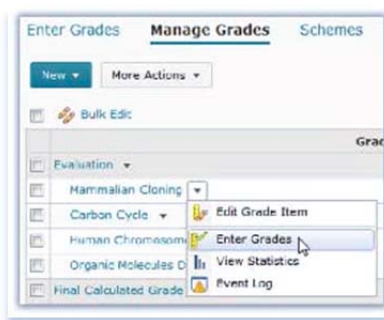 Enter Grades Manage Grades Schemes
New More Actions
Bulk Edit
Grad
Evaluation
Mammalian Cloning
Edit Grade Item
Carbon Cycle
Enter Grades
Human Chromosom
View Statistics
Organic Molecules D
Event Log
Final Calculated Grade